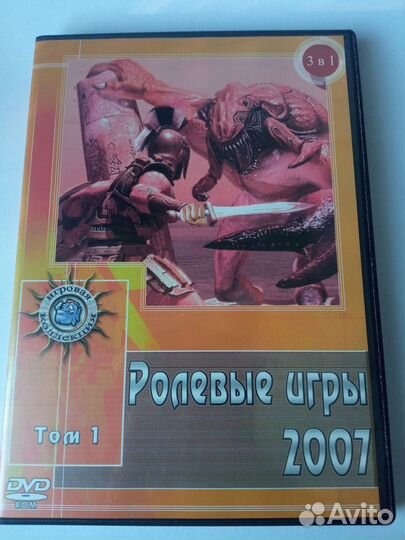 3 в 1
игровая
коллекция
Ролевые игры
Том 1
2007
DVD
ROM
Avito